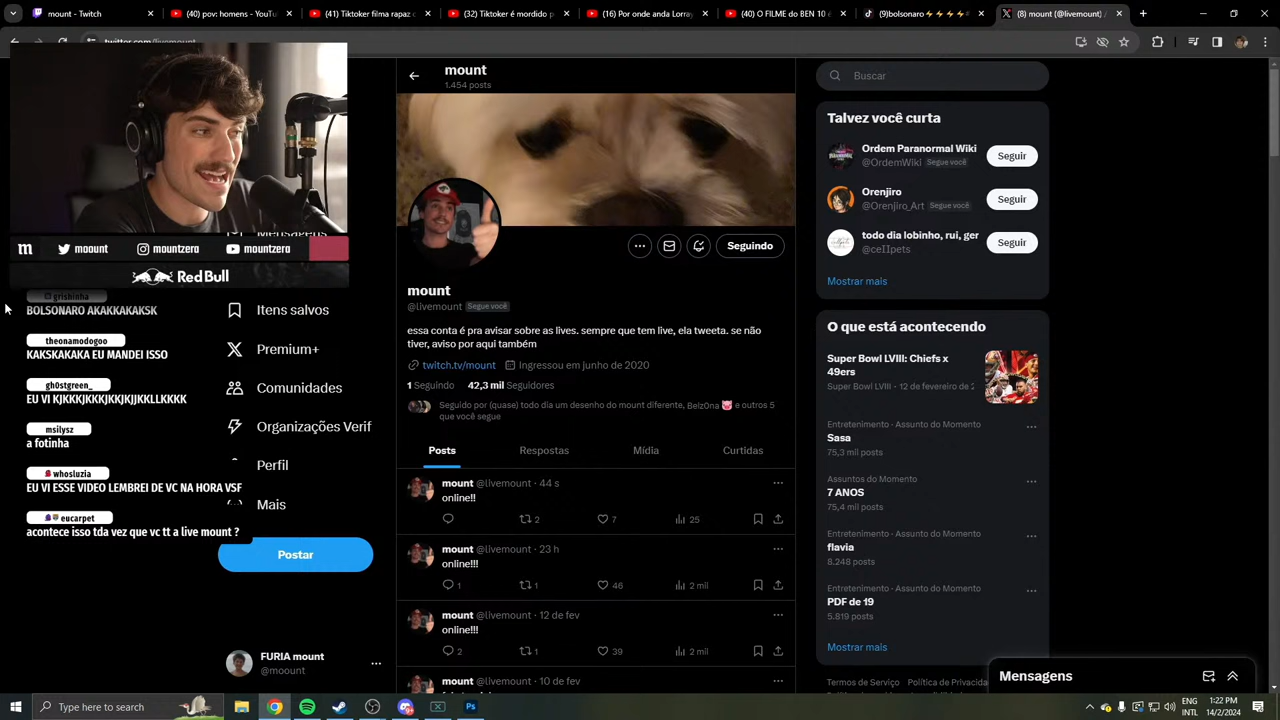 mount - Twitch
(40) pov: homens - YouTu
(41) Tiktoker filma rapaz c
(32) Tiktoker é mordido p
(16) Por onde anda Lorray
(40) O FILME do BEN 10 é
(9)bolsonaro⚡⚡⚡⚡
(8) mount (@livemount) /
twitter.com/livemount
m
moount
mountzera
mountzera
Red Bull
grishinha
BOLSONARO AKAKKAKAKSK
theonamodogoo
KAKSKAKAKA EU MANDEI ISSO
gh0stgreen_
EU VI KJKKKJKKKJKKJKJJKKLLKKKK
msilysz
a fotinha
whosluzia
EU VI ESSE VIDEO LEMBREI DE VC NA HORA VSF
eucarpet
acontece isso tda vez que vc tt a live mount ?
Mensagens
Itens salvos
Premium+
Comunidades
Organizações Verif
Perfil
Mais
Postar
FURIA mount
@moount
mount
1.454 posts
Seguindo
mount
@livemount Segue você
essa conta é pra avisar sobre as lives. sempre que tem live, ela tweeta. se não
tiver, aviso por aqui também
twitch.tv/mount Ingressou em junho de 2020
1 Seguindo 42,3 mil Seguidores
Seguido por (quase) todo dia um desenho do mount diferente, Belz0na 🐷 e outros 5
que você segue
Posts Respostas Mídia Curtidas
mount @livemount · 44 s
online!!
2 7 25
mount @livemount · 23 h
online!!!
1 1 46 2 mil
mount @livemount · 12 de fev
online!!!
2 1 39 2 mil
mount @livemount · 10 de fev
Buscar
Talvez você curta
Ordem Paranormal Wiki
@OrdemWiki Segue você
Seguir
Orenjiro
@Orenjiro_Art Segue você
Seguir
todo dia lobinho, rui, ger
@ceIIpets
Seguir
Mostrar mais
O que está acontecendo
Super Bowl LVIII: Chiefs x
49ers
Super Bowl LVIII · 12 de fevereiro de 2
Entretenimento · Assunto do Momento
Sasa
75,3 mil posts
Assuntos do Momento
7 ANOS
75,4 mil posts
Entretenimento · Assunto do Momento
flavia
8.248 posts
Entretenimento · Assunto do Momento
PDF de 19
5.819 posts
Mostrar mais
Termos de Serviço Política de Privacidad
Mensagens
Type here to search
ENG
INTL
1:22 PM
14/2/2024